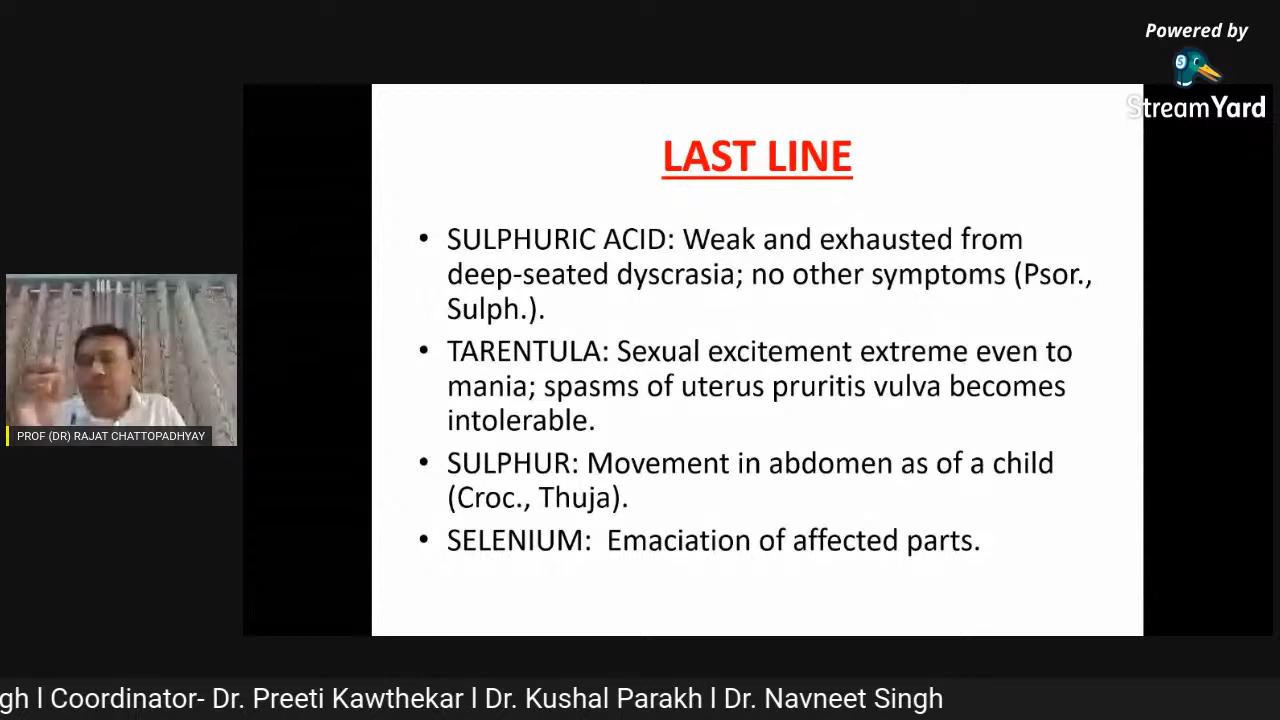 Powered by
StreamYard
LAST LINE
• SULPHURIC ACID: Weak and exhausted from
deep-seated dyscrasia; no other symptoms (Psor.,
Sulph.).
• TARENTULA: Sexual excitement extreme even to
mania; spasms of uterus pruritis vulva becomes
intolerable.
• SULPHUR: Movement in abdomen as of a child
(Croc., Thuja).
• SELENIUM:  Emaciation of affected parts.
PROF (DR) RAJAT CHATTOPADHYAY
gh l Coordinator- Dr. Preeti Kawthekar l Dr. Kushal Parakh l Dr. Navneet Singh